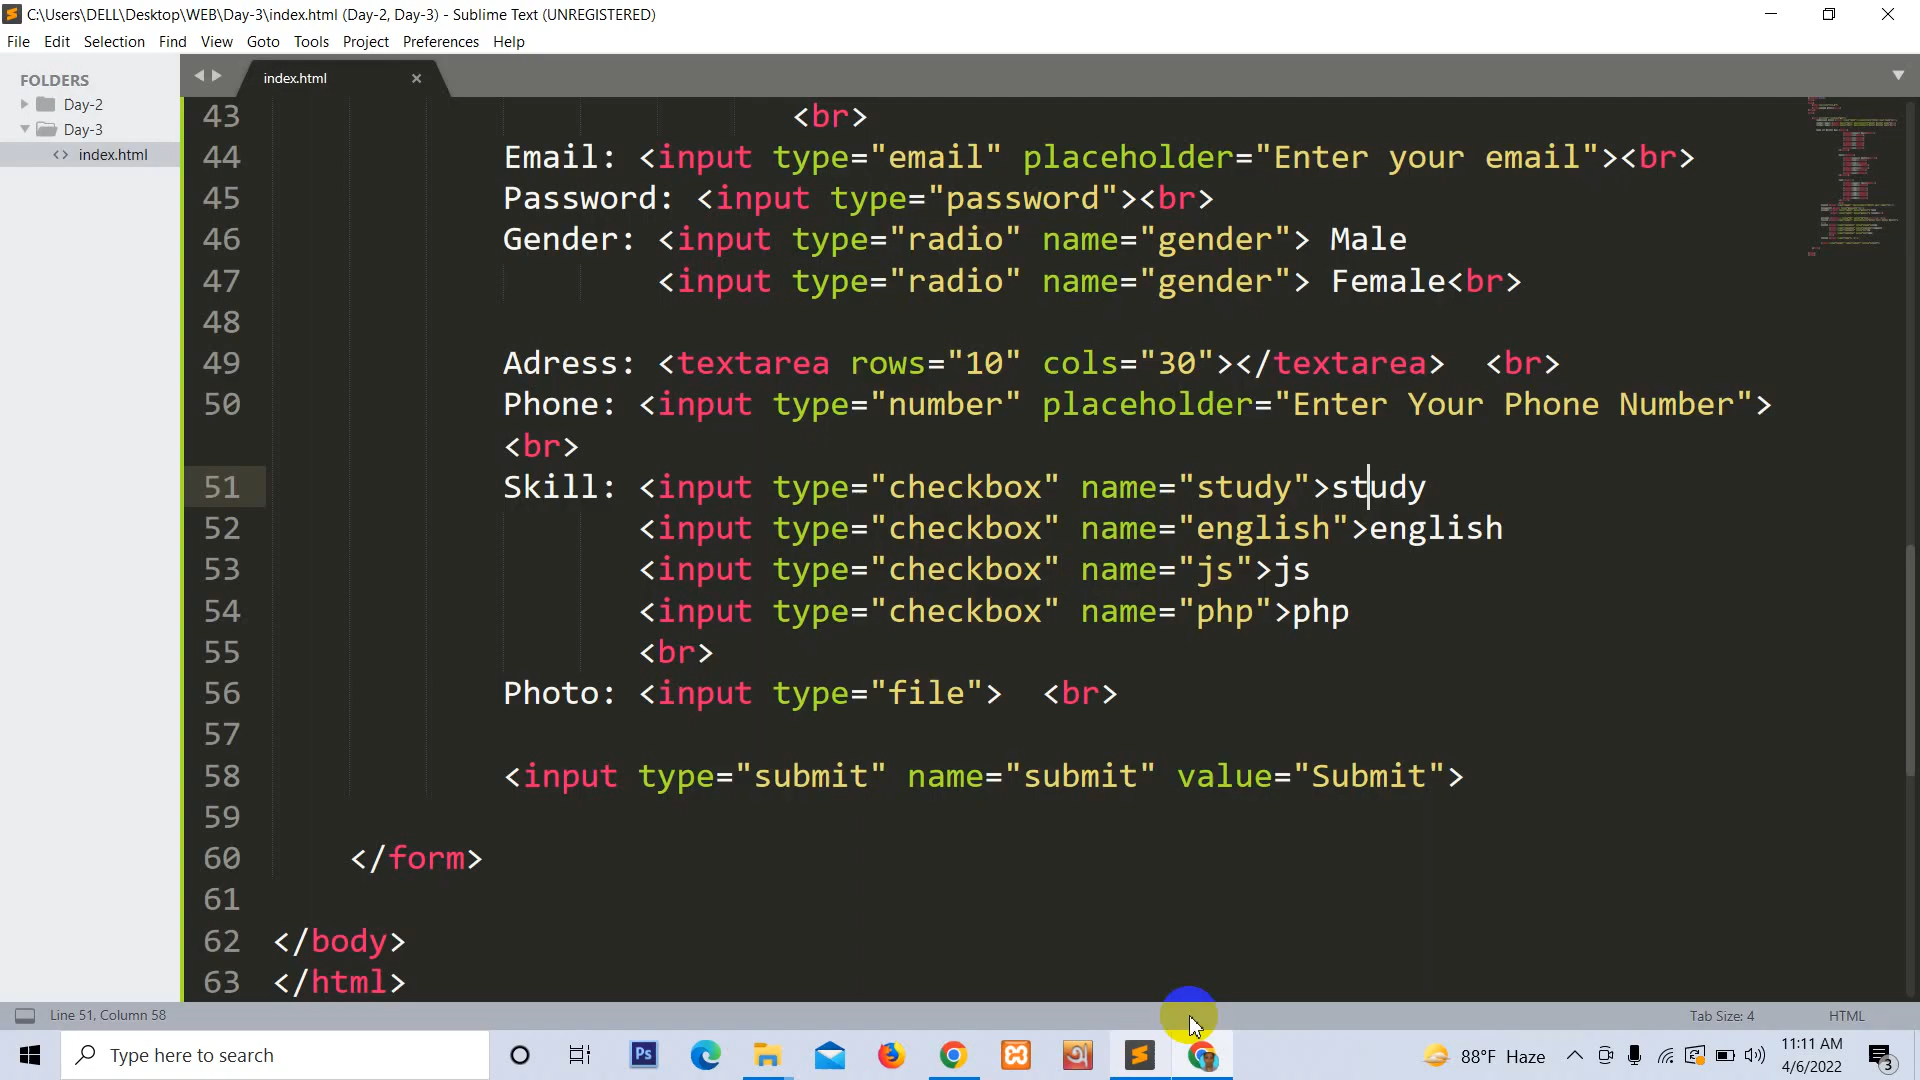 C:\Users\DELL\Desktop\WEB\Day-3\index.html (Day-2, Day-3) - Sublime Text (UNREGISTERED)
File Edit Selection Find View Goto Tools Project Preferences Help
FOLDERS
Day-2
Day-3
<> index.html
index.html
43 <br>
44 Email: <input type="email" placeholder="Enter your email"><br>
45 Password: <input type="password"><br>
46 Gender: <input type="radio" name="gender"> Male
47 <input type="radio" name="gender"> Female<br>
48
49 Adress: <textarea rows="10" cols="30"></textarea> <br>
50 Phone: <input type="number" placeholder="Enter Your Phone Number">
<br>
51 Skill: <input type="checkbox" name="study">study
52 <input type="checkbox" name="english">english
53 <input type="checkbox" name="js">js
54 <input type="checkbox" name="php">php
55 <br>
56 Photo: <input type="file"> <br>
57
58 <input type="submit" name="submit" value="Submit">
59
60 </form>
61
62 </body>
63 </html>
Line 51, Column 58
Tab Size: 4
HTML
Type here to search
Ps
88°F Haze
11:11 AM
4/6/2022
3